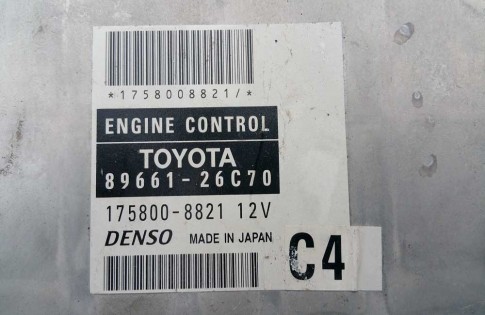 *1758008821/*
ENGINE CONTROL
TOYOTA
89661-26C70
175800-8821 12V
DENSO MADE IN JAPAN
C4